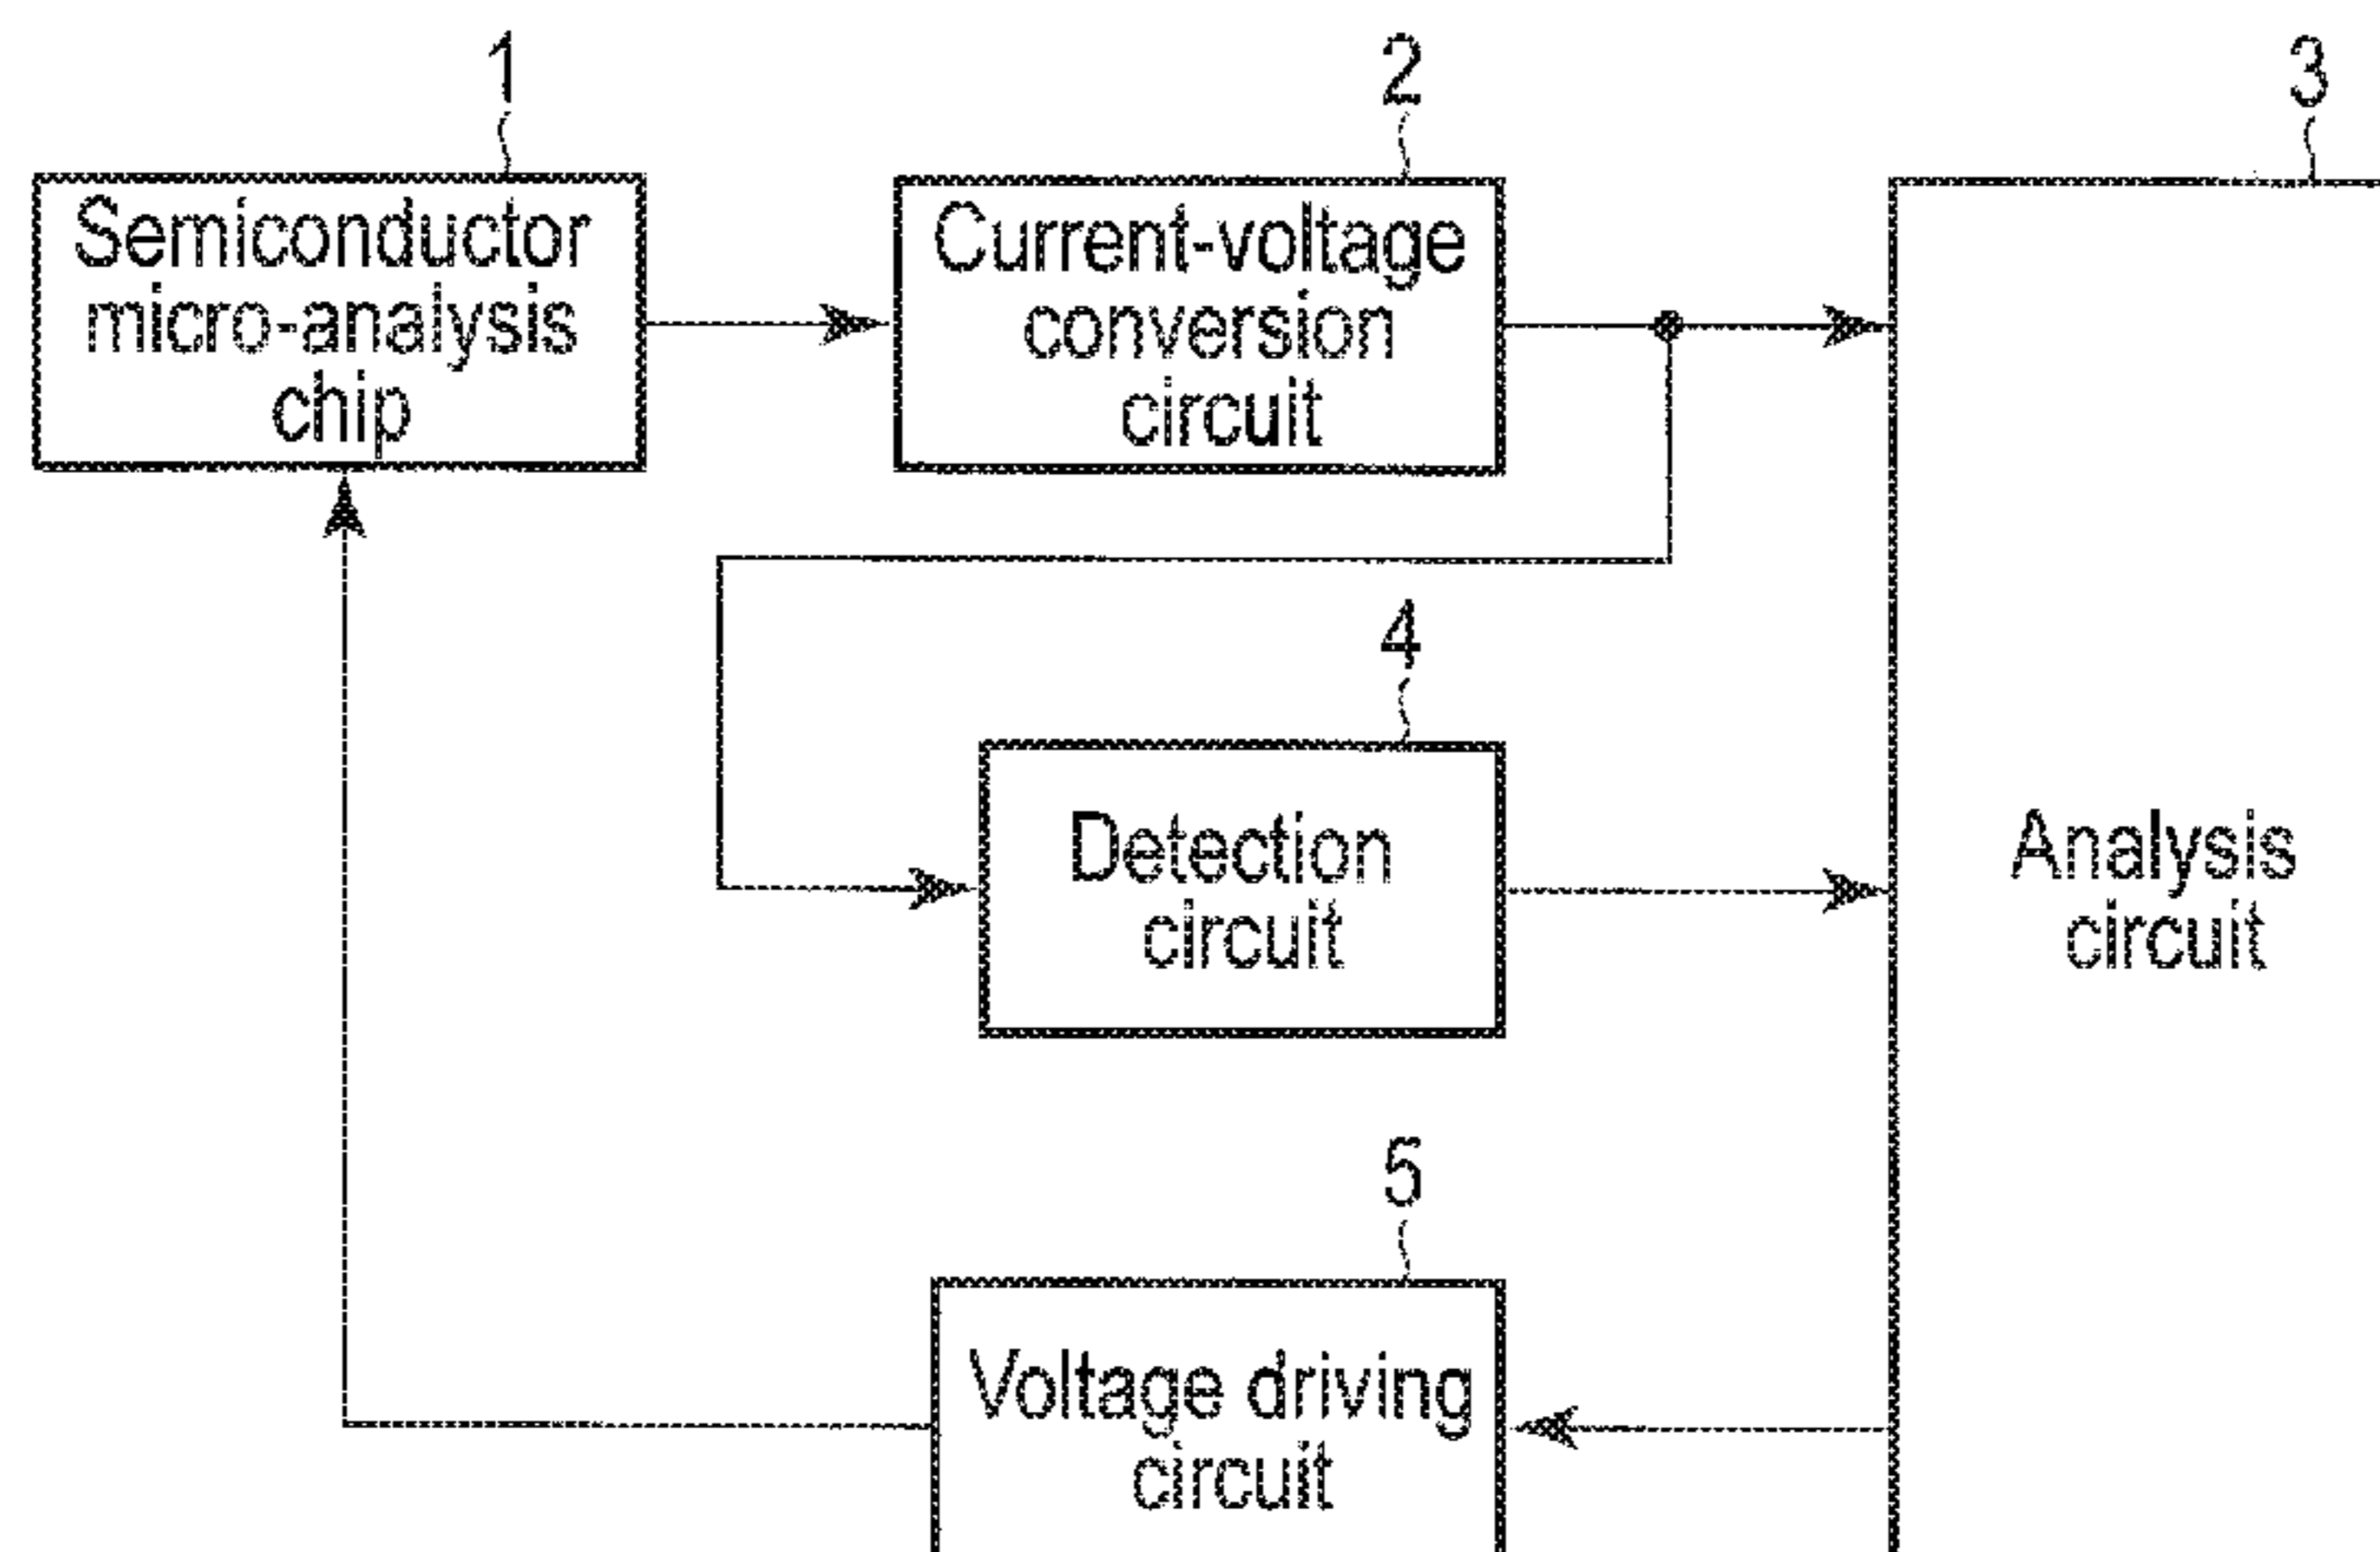 1
2
3
Semiconductor
micro-analysis
chip
Current-voltage
conversion
circuit
4
Detection
circuit
Analysis
circuit
5
Voltage driving
circuit